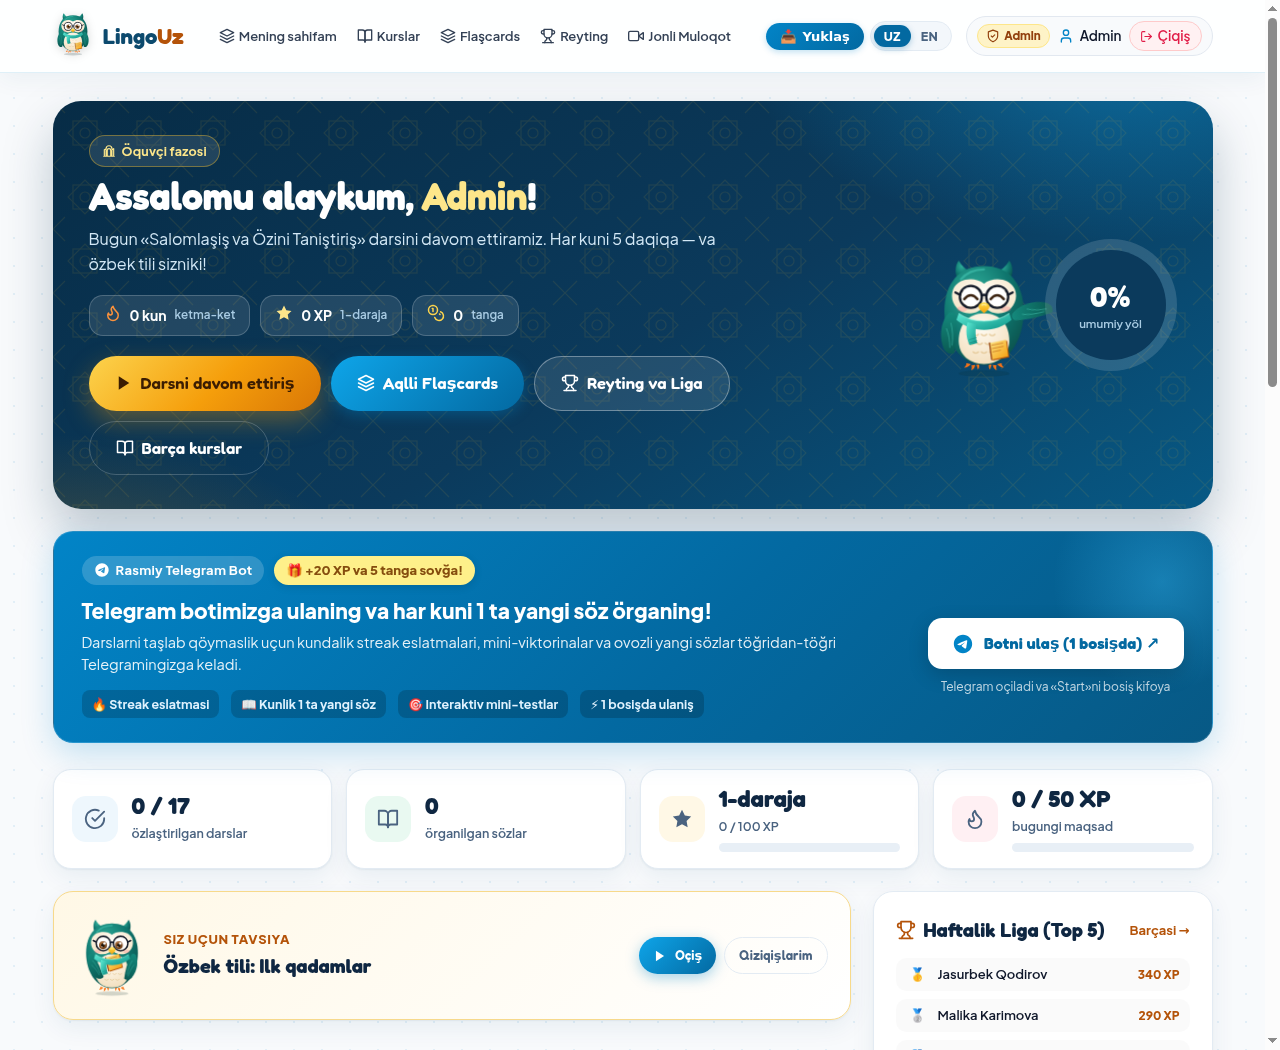 LingoUz
Mening sahifam
Kurslar
Flaşcards
Reyting
Jonli Muloqot
📥 Yuklaş
UZ EN
Admin
Admin
Çiqiş
Öquvçi fazosi
Assalomu alaykum, Admin!
Bugun «Salomlaşiş va Özini Taniştiriş» darsini davom ettiramiz. Har kuni 5 daqiqa — va
özbek tili sizniki!
0 kun ketma-ket
0 XP 1-daraja
0 tanga
Darsni davom ettiriş
Aqlli Flaşcards
Reyting va Liga
Barça kurslar
0%
umumiy yöl
Rasmiy Telegram Bot
🎁 +20 XP va 5 tanga sovğa!
Telegram botimizga ulaning va har kuni 1 ta yangi söz örganing!
Darslarni taşlab qöymaslik uçun kundalik streak eslatmalari, mini-viktorinalar va ovozli yangi sözlar töğridan-töğri
Telegramingizga keladi.
🔥 Streak eslatmasi
📖 Kunlik 1 ta yangi söz
🎯 Interaktiv mini-testlar
⚡ 1 bosişda ulaniş
Botni ulaş (1 bosişda) ↗
Telegram oçiladi va «Start»ni bosiş kifoya
0 / 17
özlaştirilgan darslar
0
örganilgan sözlar
1-daraja
0 / 100 XP
0 / 50 XP
bugungi maqsad
SIZ UÇUN TAVSIYA
Özbek tili: Ilk qadamlar
Oçiş
Qiziqişlarim
Haftalik Liga (Top 5)
Barçasi →
🥇 Jasurbek Qodirov 340 XP
🥈 Malika Karimova 290 XP